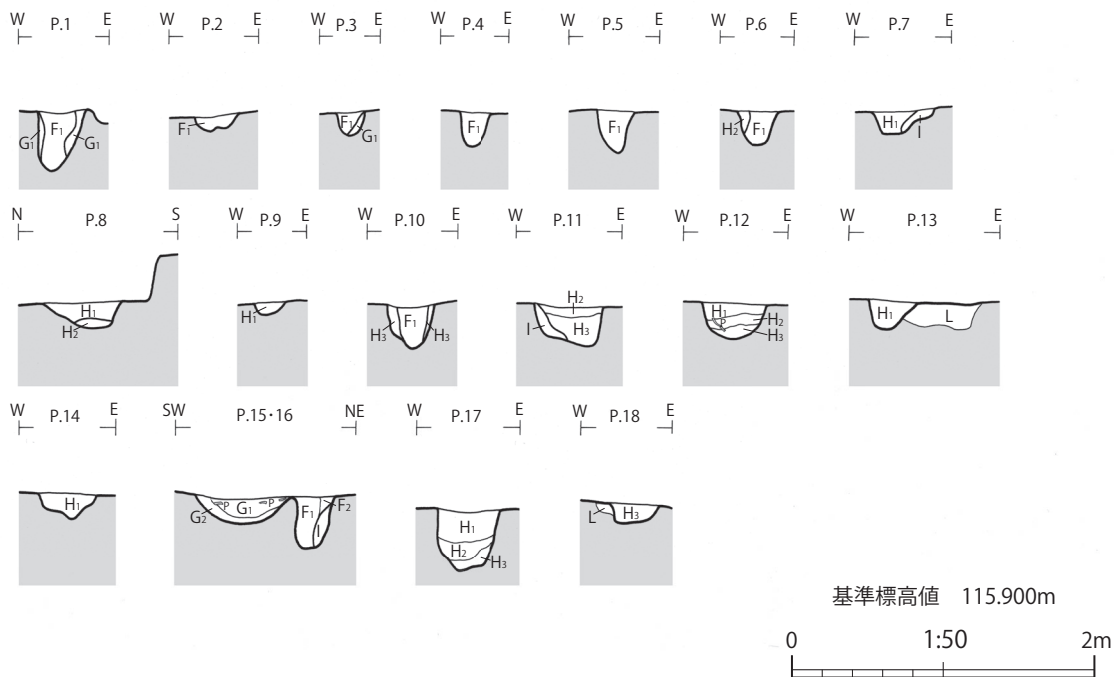 W P.1 E W P.2 E W P.3 E W P.4 E W P.5 E W P.6 E W P.7 E
G1 F1 G1 F1 F1 G1 F1 F1 H2 F1 H1 I
N P.8 S W P.9 E W P.10 E W P.11 E W P.12 E W P.13 E
H1 H2 H1 H3 F1 H3 H2 I H3 H1 P H2 H3 H1 L
W P.14 E SW P.15・16 NE W P.17 E W P.18 E
H1 G2 P G1 P F1 I F2 H1 H2 H3 L H3
基準標高値 115.900m
0 1:50 2m